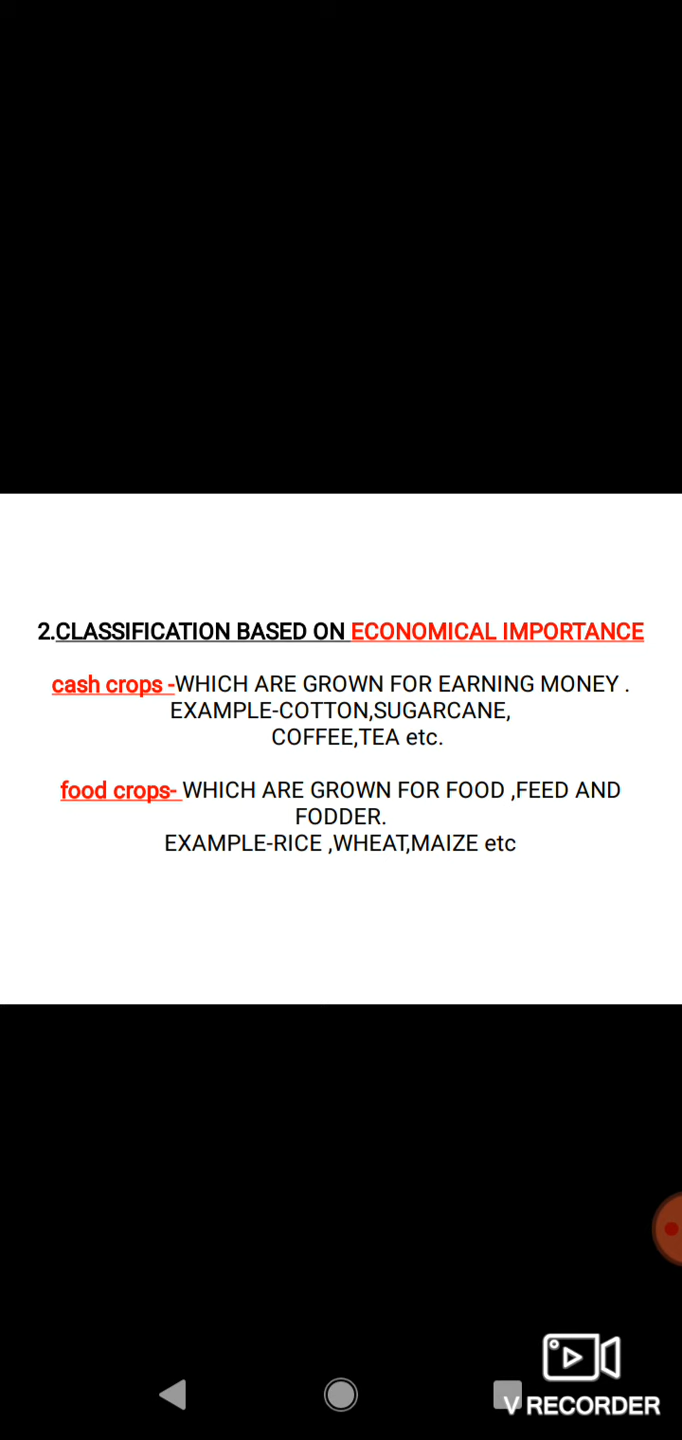 2.CLASSIFICATION BASED ON ECONOMICAL IMPORTANCE
cash crops -WHICH ARE GROWN FOR EARNING MONEY .
EXAMPLE-COTTON,SUGARCANE,
COFFEE,TEA etc.
food crops- WHICH ARE GROWN FOR FOOD ,FEED AND
FODDER.
EXAMPLE-RICE ,WHEAT,MAIZE etc
V RECORDER